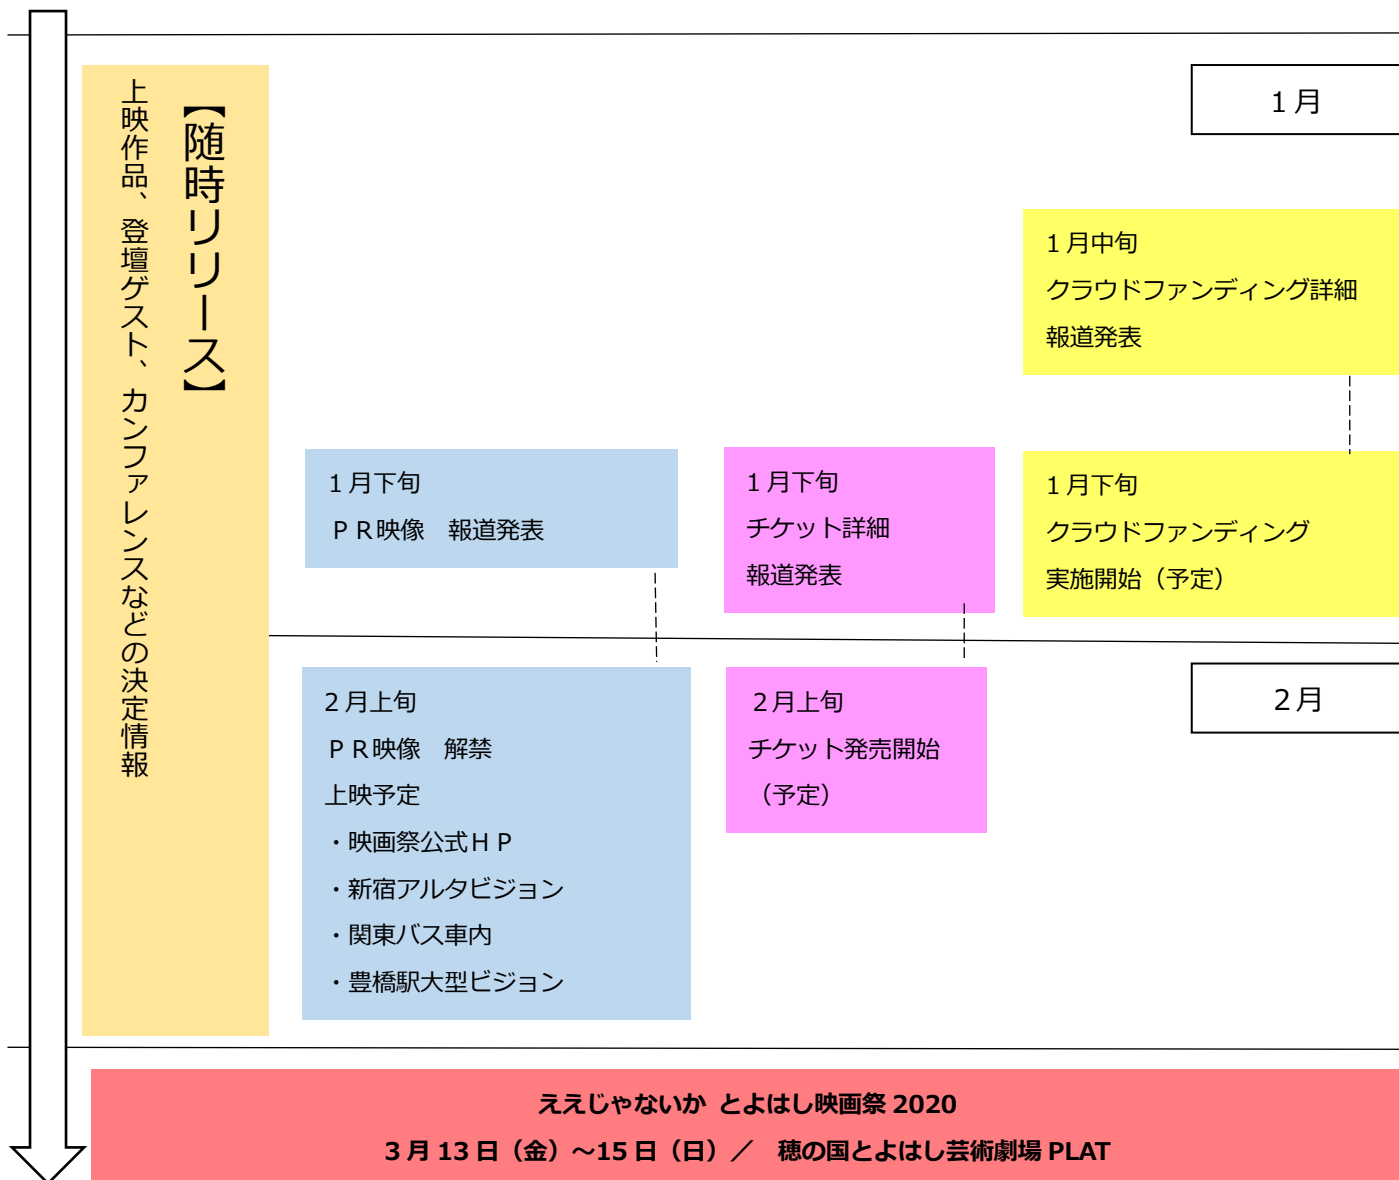 【随時リリース】
上映作品、登壇ゲスト、カンファレンスなどの決定情報
1月
1月中旬
クラウドファンディング詳細
報道発表
1月下旬
ＰＲ映像　報道発表
1月下旬
チケット詳細
報道発表
1月下旬
クラウドファンディング
実施開始（予定）
2月上旬
ＰＲ映像　解禁
上映予定
・映画祭公式ＨＰ
・新宿アルタビジョン
・関東バス車内
・豊橋駅大型ビジョン
2月上旬
チケット発売開始
（予定）
2月
ええじゃないか とよはし映画祭 2020
3月13日（金）～15日（日）／　穂の国とよはし芸術劇場 PLAT